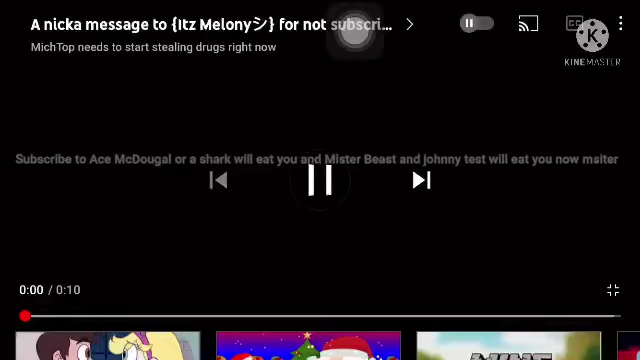 A nicka message to {Itz Melonyシ} for not subscri...
MichTop needs to start stealing drugs right now
CC
K
KINEMASTER
Subscribe to Ace McDougal or a shark will eat you and Mister Beast and johnny test will eat you now msiter
0:00 / 0:10